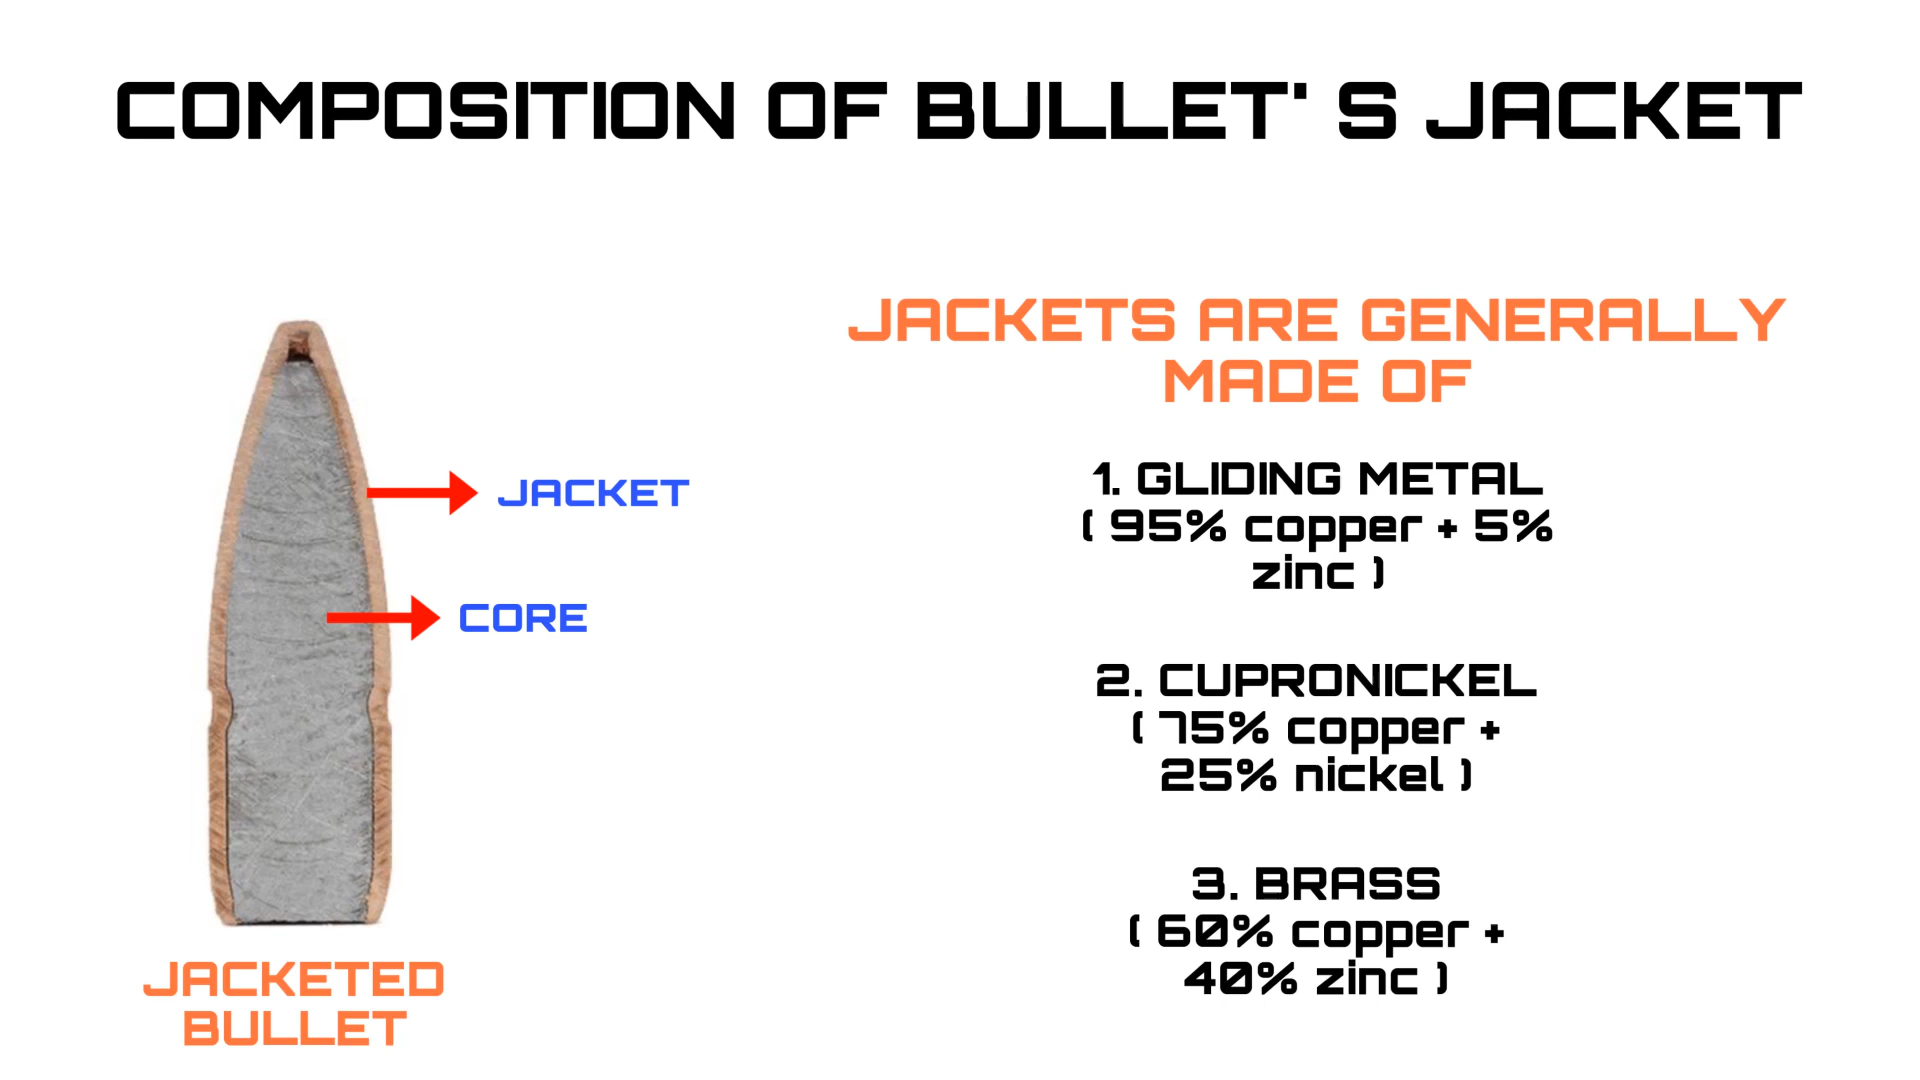 COMPOSITION OF BULLET' S JACKET
JACKETS ARE GENERALLY
MADE OF
JACKET
CORE
1. GLIDING METAL
( 95% copper + 5%
zinc )
2. CUPRONICKEL
( 75% copper +
25% nickel )
3. BRASS
( 60% copper +
40% zinc )
JACKETED
BULLET